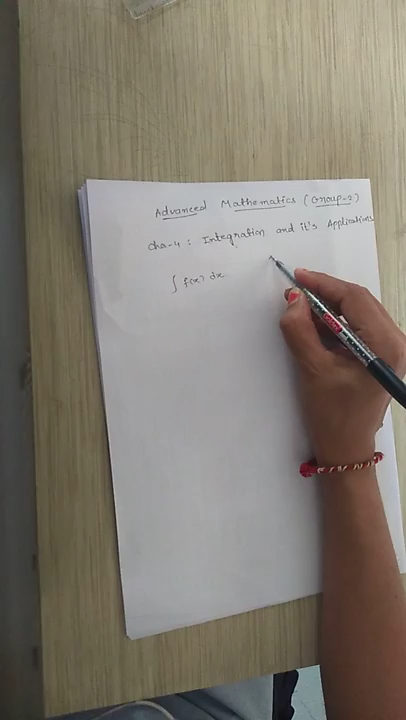 Advanced Mathematics (Group-2)
cha-4 : Integration and it's Applications
∫ f(x) dx